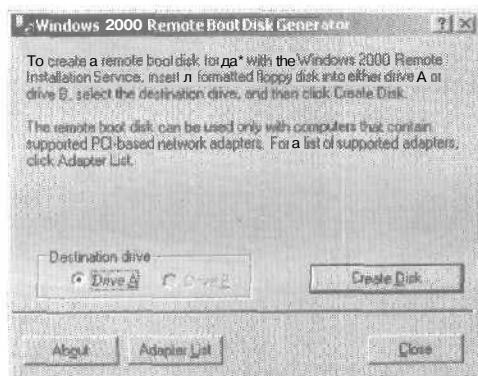 Windows 2000 Remote Boot Disk Generator
To create a remote bool disk for да* with the Windows 2000 Remote
Installation Service, insert л formatted floppy disk into either drive A or
drive B, select the destination drive, and then click Create Disk.
The remote boot disk can be used only with computers that contain
supported PCI-based network adapters. For a list of supported adapters,
click Adapter List.
Destination drive
Drive A
Drive B
Create Disk
About
Adapter List
Close